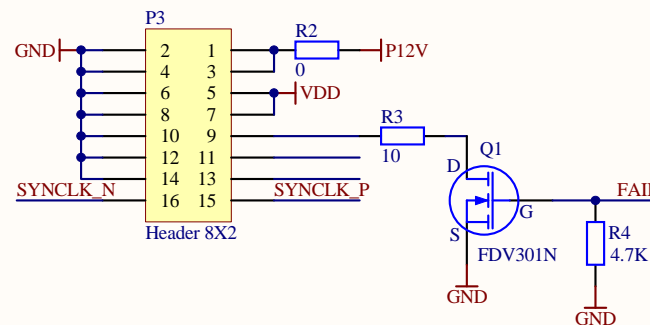 P3
GND
2
1
R2
0
P12V
4
3
6
5
VDD
8
7
10
9
R3
10
12
11
14
13
SYNCLK_N
16
15
SYNCLK_P
Header 8X2
Q1
D
G
S
FDV301N
GND
FAIL
R4
4.7K
GND